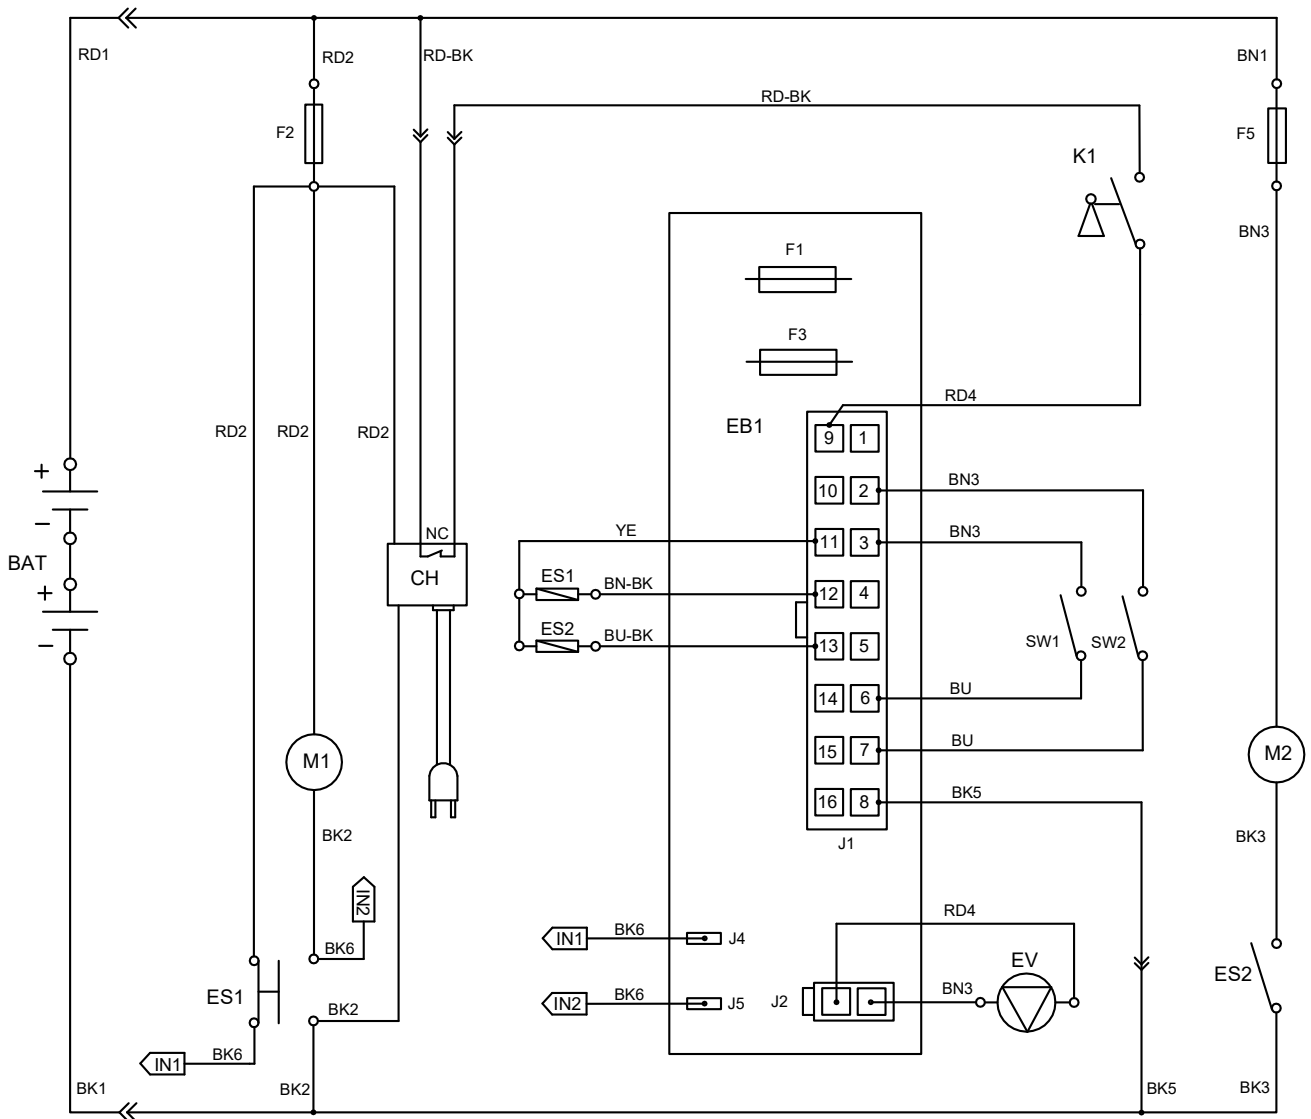 RD1
RD2
RD-BK
BN1
RD-BK
F2
F5
K1
BN3
F1
F3
RD4
EB1
RD2
RD2
RD2
9 1
+
10 2
BN3
−
NC
YE
11 3
BN3
BAT
CH
ES1
BN-BK
12 4
+
ES2
BU-BK
13 5
SW1
SW2
−
14 6
BU
15 7
BU
M1
M2
16 8
BK5
J1
BK2
BK3
IN2
RD4
IN1
BK6
J4
BK6
EV
ES2
ES1
IN2
BK6
J5
J2
BN3
BK2
BK6
IN1
BK1
BK2
BK5
BK3